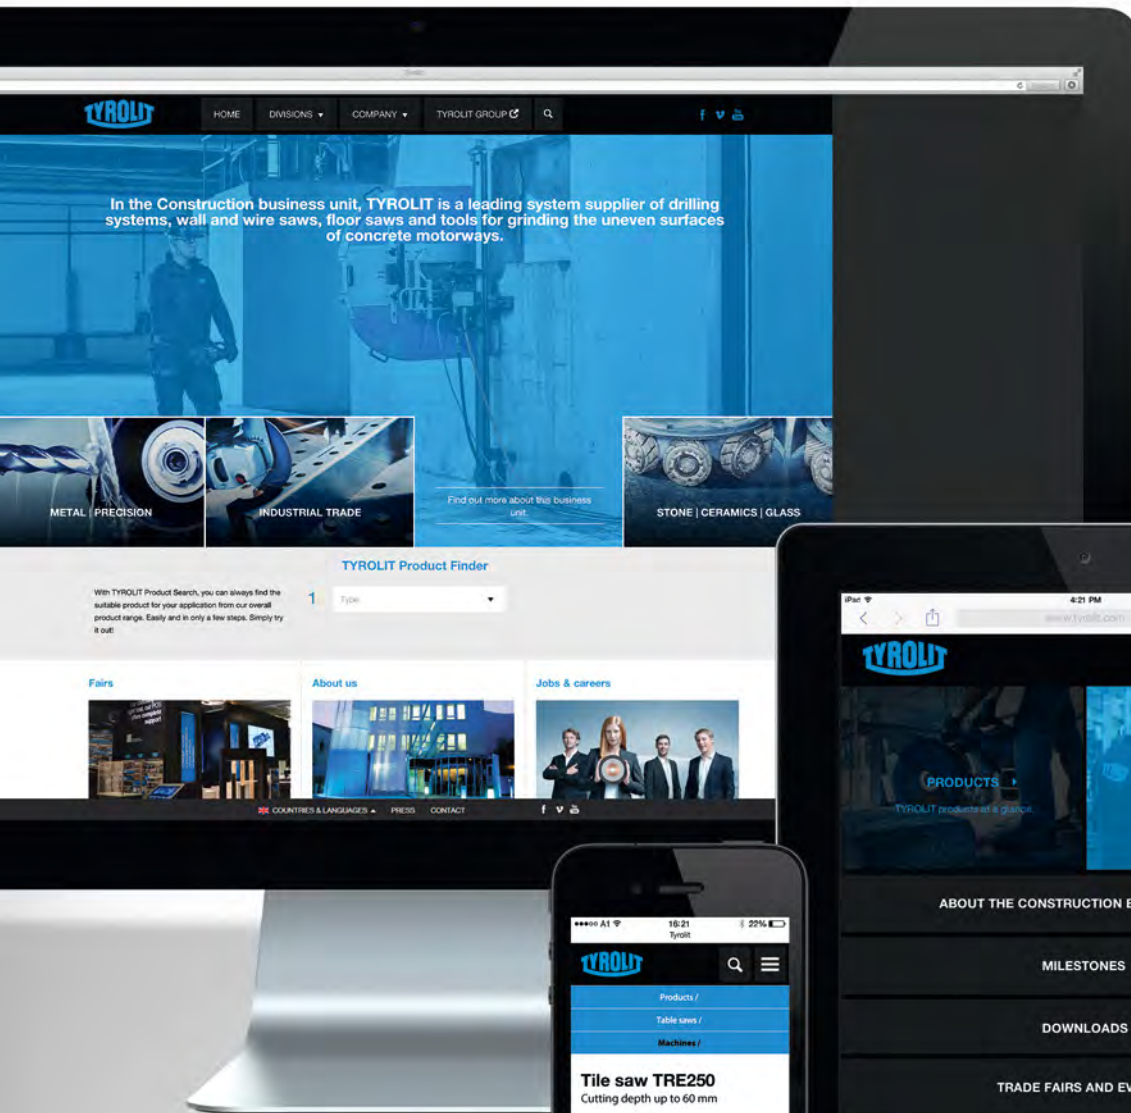 TYROLIT
HOME
DIVISIONS
COMPANY
TYROLIT GROUP
In the Construction business unit, TYROLIT is a leading system supplier of drilling
systems, wall and wire saws, floor saws and tools for grinding the uneven surfaces
of concrete motorways.
METAL | PRECISION
INDUSTRIAL TRADE
Find out more about this business
unit.
STONE | CERAMICS | GLASS
TYROLIT Product Finder
With TYROLIT Product Search, you can always find the
suitable product for your application from our overall
product range. Easily and in only a few steps. Simply try
it out!
1
Type
Fairs
About us
Jobs & careers
COUNTRIES & LANGUAGES
PRESS
CONTACT
iPad
4:21 PM
www.tyrolit.com
TYROLIT
PRODUCTS
TYROLIT products at a glance.
ABOUT THE CONSTRUCTION
MILESTONES
DOWNLOADS
TRADE FAIRS AND EV
A1
16:21
22%
Tyrolit
TYROLIT
Products /
Table saws /
Machines /
Tile saw TRE250
Cutting depth up to 60 mm